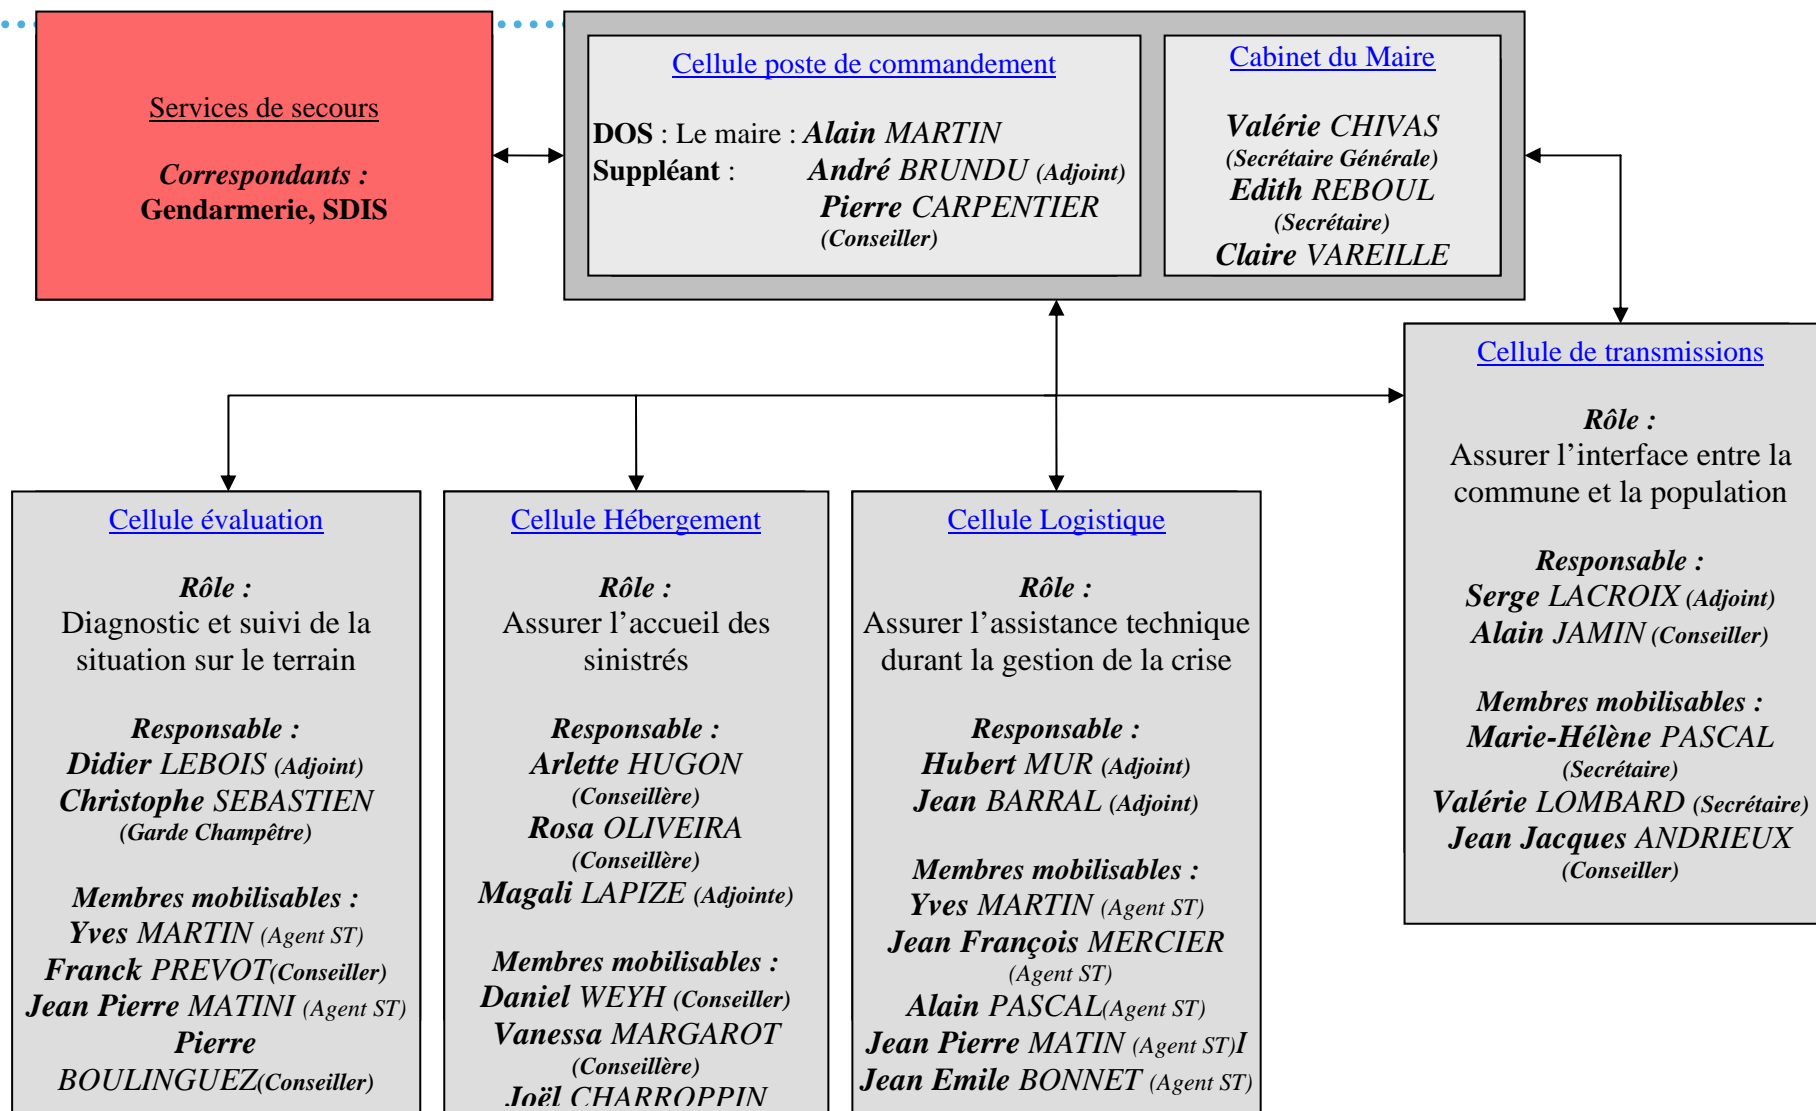 Services de secours
Correspondants :
Gendarmerie, SDIS
Cellule poste de commandement
DOS : Le maire : Alain MARTIN
Suppléant : André BRUNDU (Adjoint)
Pierre CARPENTIER
(Conseiller)
Cabinet du Maire
Valérie CHIVAS
(Secrétaire Générale)
Edith REBOUL
(Secrétaire)
Claire VAREILLE
Cellule de transmissions
Rôle :
Assurer l’interface entre la
commune et la population
Responsable :
Serge LACROIX (Adjoint)
Alain JAMIN (Conseiller)
Membres mobilisables :
Marie-Hélène PASCAL
(Secrétaire)
Valérie LOMBARD (Secrétaire)
Jean Jacques ANDRIEUX
(Conseiller)
Cellule évaluation
Rôle :
Diagnostic et suivi de la
situation sur le terrain
Responsable :
Didier LEBOIS (Adjoint)
Christophe SEBASTIEN
(Garde Champêtre)
Membres mobilisables :
Yves MARTIN (Agent ST)
Franck PREVOT(Conseiller)
Jean Pierre MATINI (Agent ST)
Pierre
BOULINGUEZ(Conseiller)
Cellule Hébergement
Rôle :
Assurer l’accueil des
sinistrés
Responsable :
Arlette HUGON
(Conseillère)
Rosa OLIVEIRA
(Conseillère)
Magali LAPIZE (Adjointe)
Membres mobilisables :
Daniel WEYH (Conseiller)
Vanessa MARGAROT
(Conseillère)
Joël CHARROPPIN
Cellule Logistique
Rôle :
Assurer l’assistance technique
durant la gestion de la crise
Responsable :
Hubert MUR (Adjoint)
Jean BARRAL (Adjoint)
Membres mobilisables :
Yves MARTIN (Agent ST)
Jean François MERCIER
(Agent ST)
Alain PASCAL(Agent ST)
Jean Pierre MATIN (Agent ST)I
Jean Emile BONNET (Agent ST)